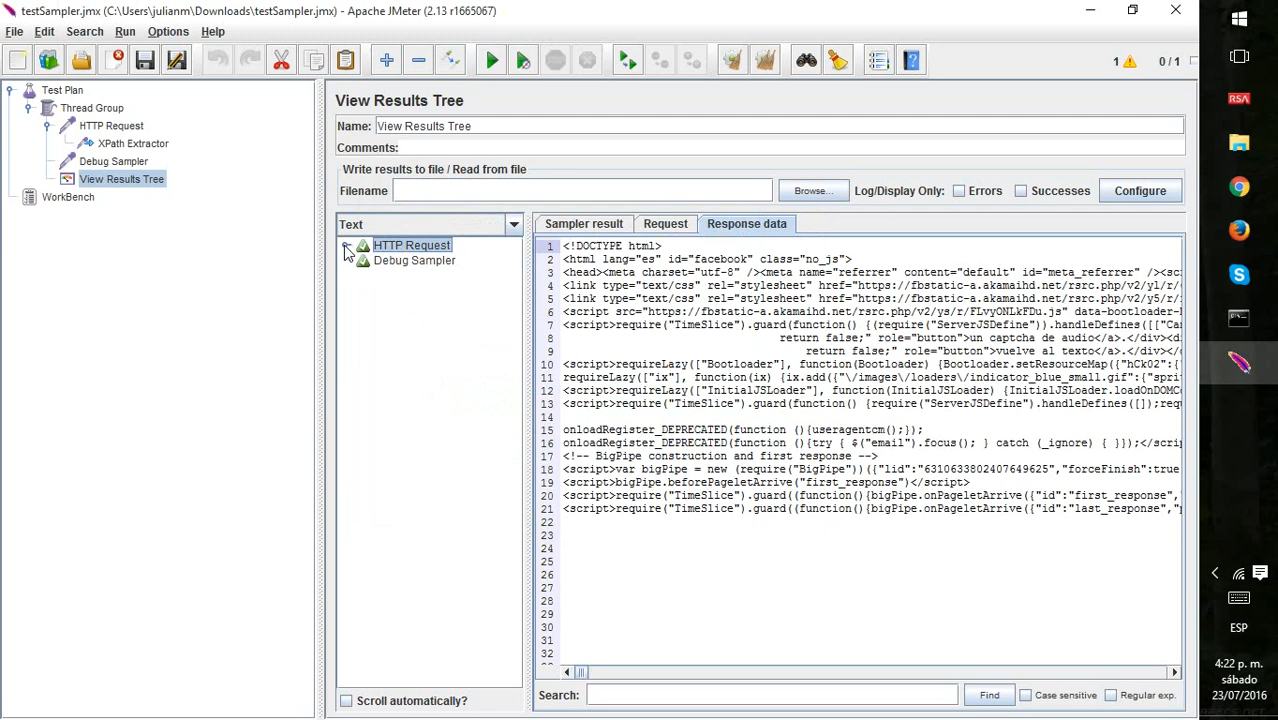 testSampler.jmx (C:\Users\julianm\Downloads\testSampler.jmx) - Apache JMeter (2.13 r1665067)
File Edit Search Run Options Help
1 0 / 1
Test Plan
Thread Group
HTTP Request
XPath Extractor
Debug Sampler
View Results Tree
WorkBench
View Results Tree
Name: View Results Tree
Comments:
Write results to file / Read from file
Filename Browse... Log/Display Only: Errors Successes Configure
Text
HTTP Request
Debug Sampler
Scroll automatically?
Sampler result Request Response data
1 <!DOCTYPE html>
2 <html lang="es" id="facebook" class="no_js">
3 <head><meta charset="utf-8" /><meta name="referrer" content="default" id="meta_referrer" /><sc
4 <link type="text/css" rel="stylesheet" href="https://fbstatic-a.akamaihd.net/rsrc.php/v2/yl/r/
5 <link type="text/css" rel="stylesheet" href="https://fbstatic-a.akamaihd.net/rsrc.php/v2/y5/r/
6 <script src="https://fbstatic-a.akamaihd.net/rsrc.php/v2/ys/r/FLvyONLkFDu.js" data-bootloader-
7 <script>require("TimeSlice").guard(function() {(require("ServerJSDefine")).handleDefines([["Ca
8 return false;" role="button">un captcha de audio</a>.</div><d
9 return false;" role="button">vuelve al texto</a>.</div>
10 <script>requireLazy(["Bootloader"], function(Bootloader) {Bootloader.setResourceMap({"hCk02":{
11 requireLazy(["ix"], function(ix) {ix.add({"\/images\/loaders\/indicator_blue_small.gif":{"spri
12 <script>requireLazy(["InitialJSLoader"], function(InitialJSLoader) {InitialJSLoader.loadOnDOMC
13 <script>require("TimeSlice").guard(function() {require("ServerJSDefine").handleDefines([]);requ
14
15 onloadRegister_DEPRECATED(function (){useragentcm();});
16 onloadRegister_DEPRECATED(function (){try { $("email").focus(); } catch (_ignore) { }});</scri
17 <!-- BigPipe construction and first response -->
18 <script>var bigPipe = new (require("BigPipe"))({"lid":"6310633802407649625","forceFinish":true
19 <script>bigPipe.beforePageletArrive("first_response")</script>
20 <script>require("TimeSlice").guard((function(){bigPipe.onPageletArrive({"id":"first_response",
21 <script>require("TimeSlice").guard((function(){bigPipe.onPageletArrive({"id":"last_response","
22
23
24
25
26
27
28
29
30
31
32
Search: Find Case sensitive Regular exp.
RSA
ESP
4:22 p. m.
sábado
23/07/2016